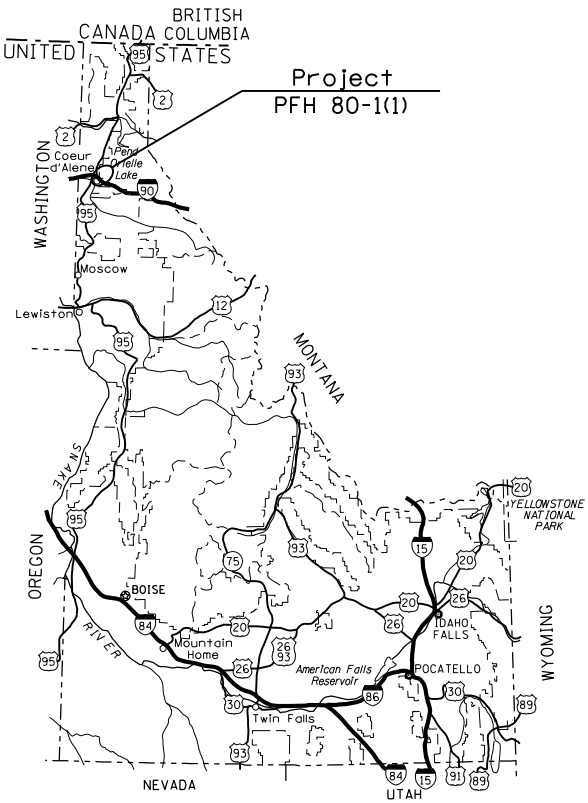 BRITISH
CANADA COLUMBIA
UNITED STATES
95
2
Project
PFH 80-1(1)
2
Coeur
d'Alene
Pend
Orielle
Lake
90
WASHINGTON
95
Moscow
Lewiston
12
95
MONTANA
93
SNAKE
20
YELLOWSTONE
NATIONAL
PARK
95
15
93
20
75
OREGON
BOISE
84
20
26
26
IDAHO
FALLS
WYOMING
RIVER
20
Mountain
Home
26
93
95
26
American Falls
Reservoir
POCATELLO
86
30
30
89
Twin Falls
93
84
15
91
89
NEVADA
UTAH